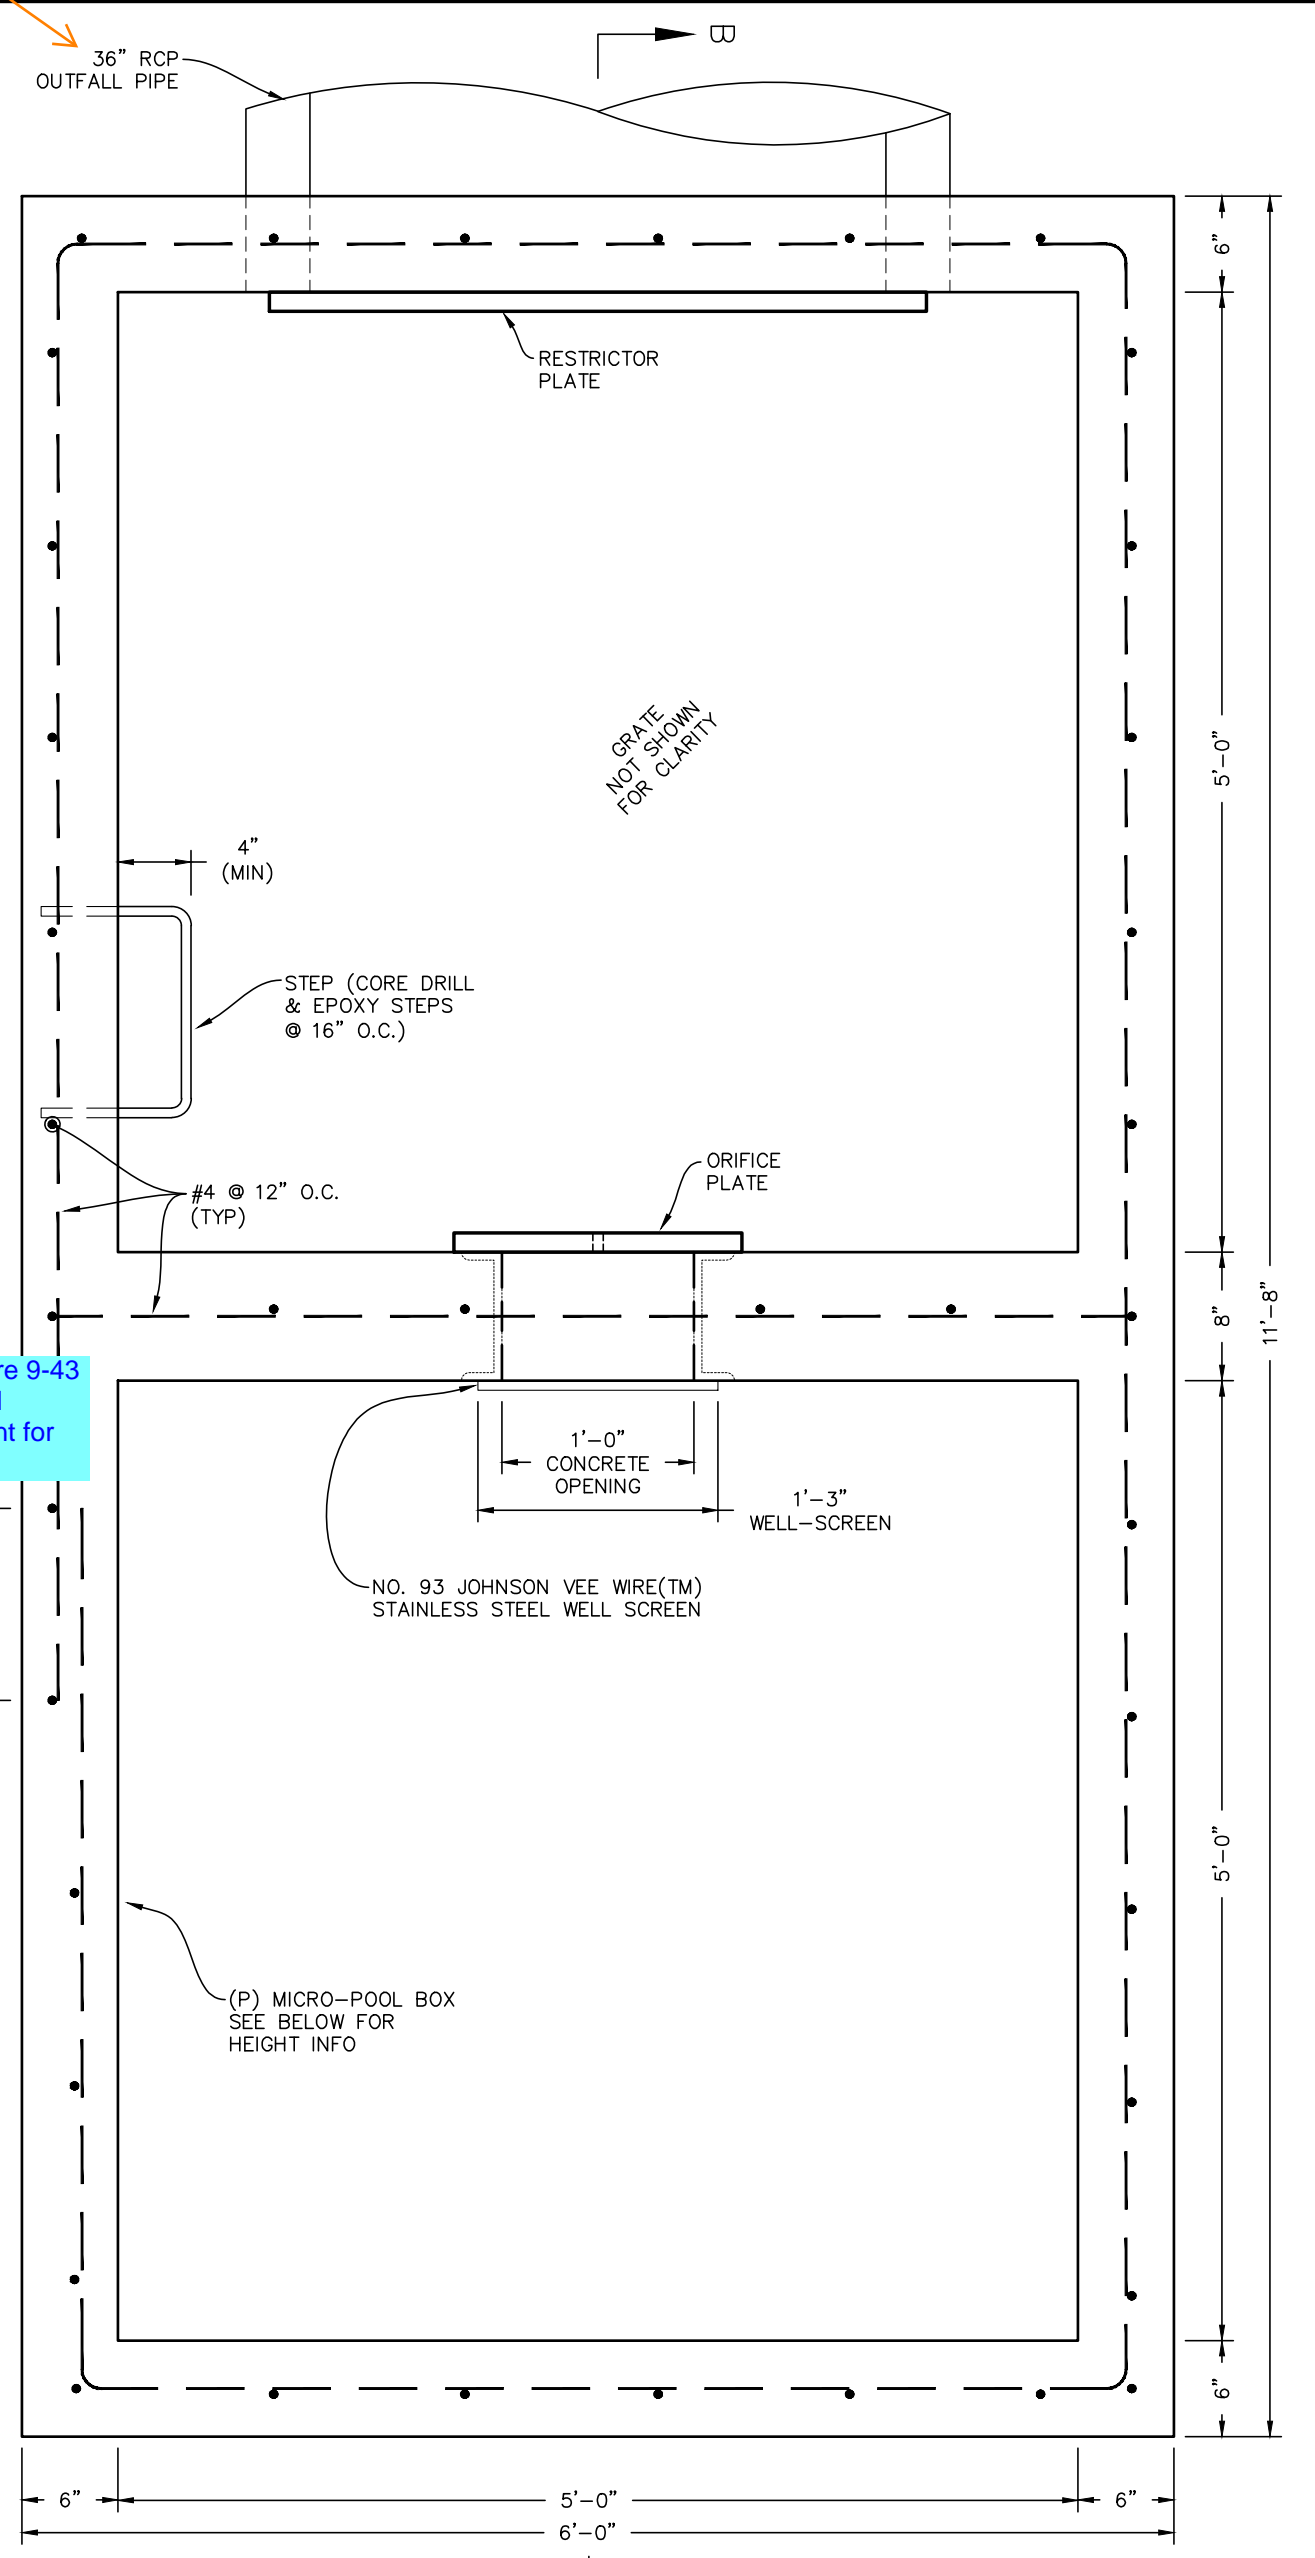 B
36" RCP
OUTFALL PIPE
6"
RESTRICTOR
PLATE
GRATE
NOT SHOWN
FOR CLARITY
5'-0"
4"
(MIN)
STEP (CORE DRILL
& EPOXY STEPS
@ 16" O.C.)
ORIFICE
PLATE
#4 @ 12" O.C.
(TYP)
8"
11'-8"
9-43
for
1'-0"
CONCRETE
OPENING
1'-3"
WELL-SCREEN
NO. 93 JOHNSON VEE WIRE(TM)
STAINLESS STEEL WELL SCREEN
5'-0"
(P) MICRO-POOL BOX
SEE BELOW FOR
HEIGHT INFO
6"
6"
5'-0"
6"
6'-0"